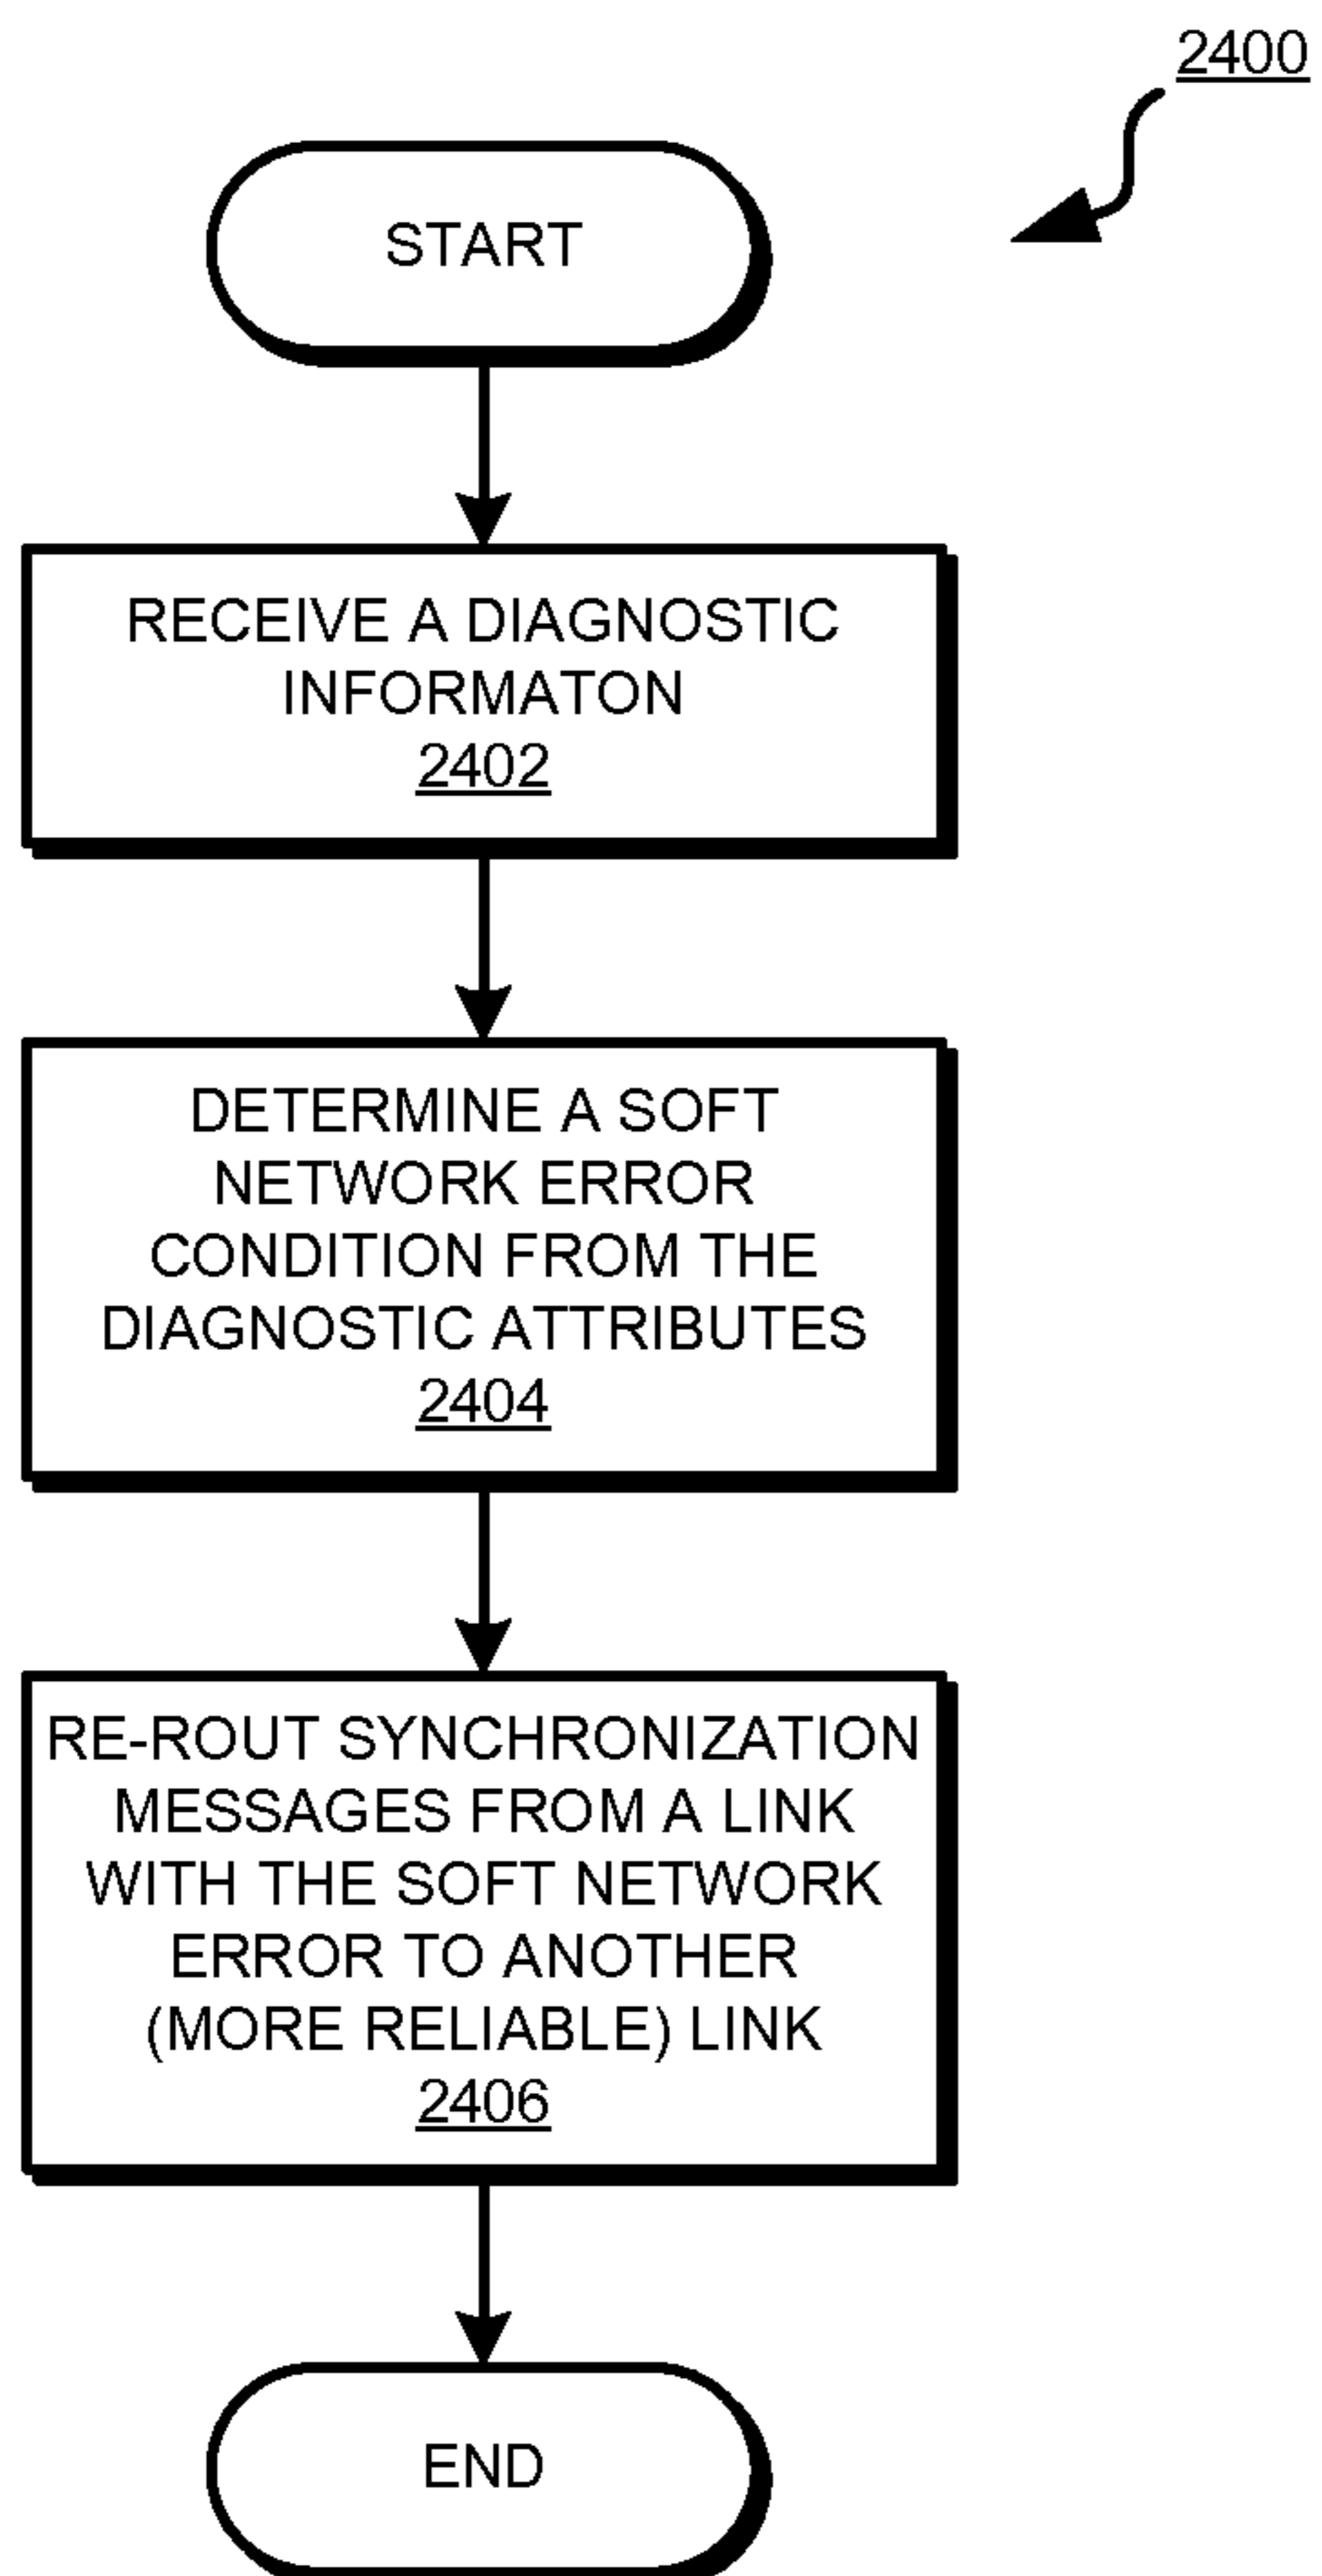 2400
START
RECEIVE A DIAGNOSTIC
INFORMATON
2402
DETERMINE A SOFT
NETWORK ERROR
CONDITION FROM THE
DIAGNOSTIC ATTRIBUTES
2404
RE-ROUT SYNCHRONIZATION
MESSAGES FROM A LINK
WITH THE SOFT NETWORK
ERROR TO ANOTHER
(MORE RELIABLE) LINK
2406
END